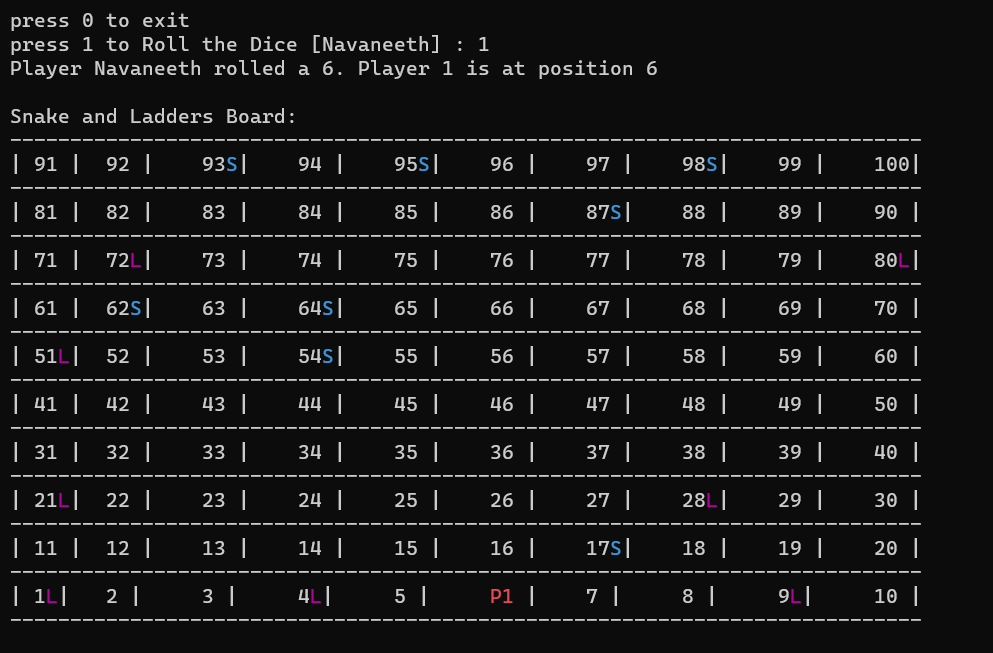 press 0 to exit
press 1 to Roll the Dice [Navaneeth] : 1
Player Navaneeth rolled a 6. Player 1 is at position 6
Snake and Ladders Board:
----------------------------------------------------------------------------
| 91 |  92 |    93S|    94 |    95S|    96 |    97 |    98S|    99 |    100|
----------------------------------------------------------------------------
| 81 |  82 |    83 |    84 |    85 |    86 |    87S|    88 |    89 |    90 |
----------------------------------------------------------------------------
| 71 |  72L|    73 |    74 |    75 |    76 |    77 |    78 |    79 |    80L|
----------------------------------------------------------------------------
| 61 |  62S|    63 |    64S|    65 |    66 |    67 |    68 |    69 |    70 |
----------------------------------------------------------------------------
| 51L|  52 |    53 |    54S|    55 |    56 |    57 |    58 |    59 |    60 |
----------------------------------------------------------------------------
| 41 |  42 |    43 |    44 |    45 |    46 |    47 |    48 |    49 |    50 |
----------------------------------------------------------------------------
| 31 |  32 |    33 |    34 |    35 |    36 |    37 |    38 |    39 |    40 |
----------------------------------------------------------------------------
| 21L|  22 |    23 |    24 |    25 |    26 |    27 |    28L|    29 |    30 |
----------------------------------------------------------------------------
| 11 |  12 |    13 |    14 |    15 |    16 |    17S|    18 |    19 |    20 |
----------------------------------------------------------------------------
| 1L|   2 |     3 |     4L|     5 |     P1 |    7 |     8 |     9L|     10 |
----------------------------------------------------------------------------